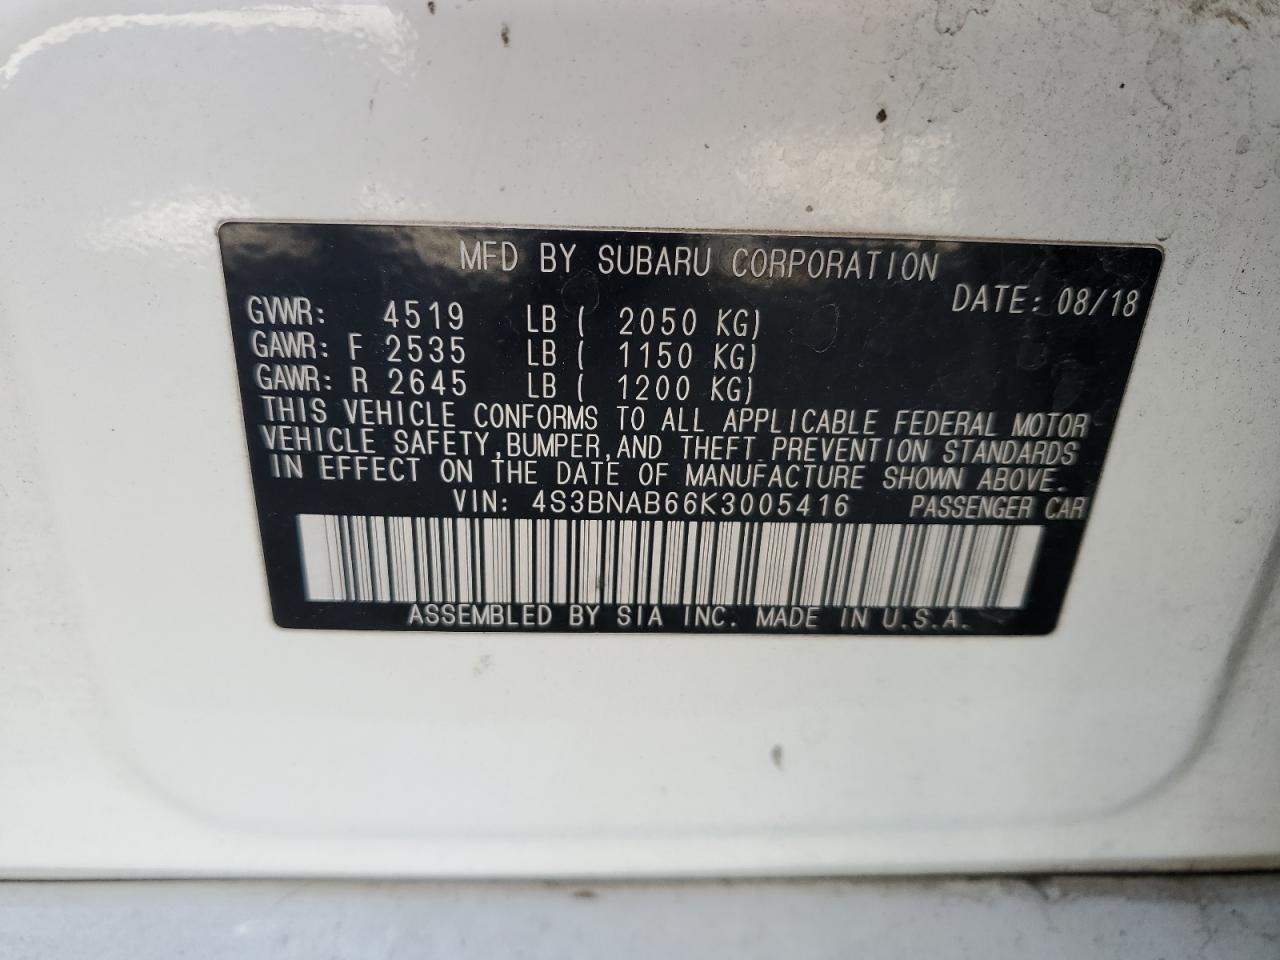 MFD BY SUBARU CORPORATION
DATE: 08/18
GVWR: 4519 LB ( 2050 KG)
GAWR: F 2535 LB ( 1150 KG)
GAWR: R 2645 LB ( 1200 KG)
THIS VEHICLE CONFORMS TO ALL APPLICABLE FEDERAL MOTOR
VEHICLE SAFETY, BUMPER, AND THEFT PREVENTION STANDARDS
IN EFFECT ON THE DATE OF MANUFACTURE SHOWN ABOVE.
VIN: 4S3BNAB66K3005416 PASSENGER CAR
ASSEMBLED BY SIA INC. MADE IN U.S.A.